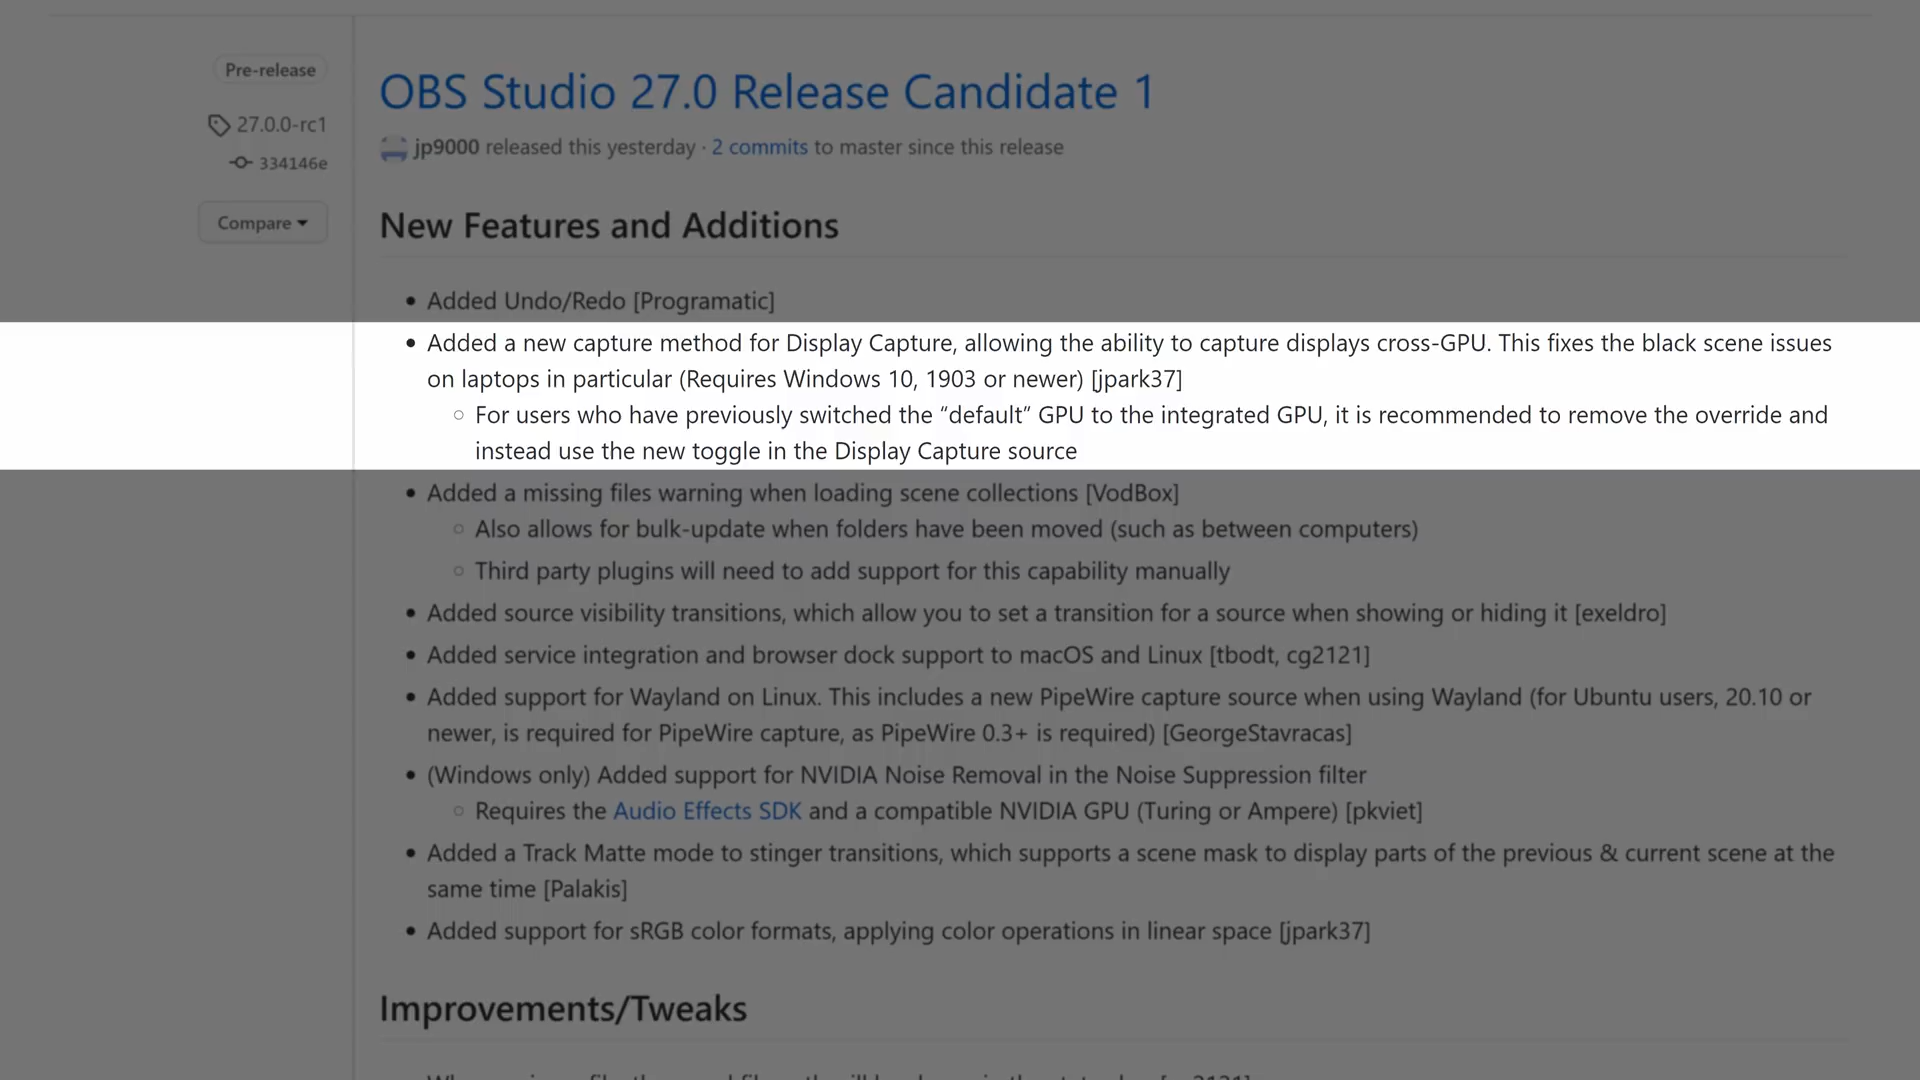 Pre-release
27.0.0-rc1
334146e
Compare
OBS Studio 27.0 Release Candidate 1
jp9000 released this yesterday · 2 commits to master since this release
New Features and Additions
• Added Undo/Redo [Programatic]
• Added a new capture method for Display Capture, allowing the ability to capture displays cross-GPU. This fixes the black scene issues
on laptops in particular (Requires Windows 10, 1903 or newer) [jpark37]
○ For users who have previously switched the “default” GPU to the integrated GPU, it is recommended to remove the override and
instead use the new toggle in the Display Capture source
• Added a missing files warning when loading scene collections [VodBox]
○ Also allows for bulk-update when folders have been moved (such as between computers)
○ Third party plugins will need to add support for this capability manually
• Added source visibility transitions, which allow you to set a transition for a source when showing or hiding it [exeldro]
• Added service integration and browser dock support to macOS and Linux [tbodt, cg2121]
• Added support for Wayland on Linux. This includes a new PipeWire capture source when using Wayland (for Ubuntu users, 20.10 or
newer, is required for PipeWire capture, as PipeWire 0.3+ is required) [GeorgeStavracas]
• (Windows only) Added support for NVIDIA Noise Removal in the Noise Suppression filter
○ Requires the Audio Effects SDK and a compatible NVIDIA GPU (Turing or Ampere) [pkviet]
• Added a Track Matte mode to stinger transitions, which supports a scene mask to display parts of the previous & current scene at the
same time [Palakis]
• Added support for sRGB color formats, applying color operations in linear space [jpark37]
Improvements/Tweaks